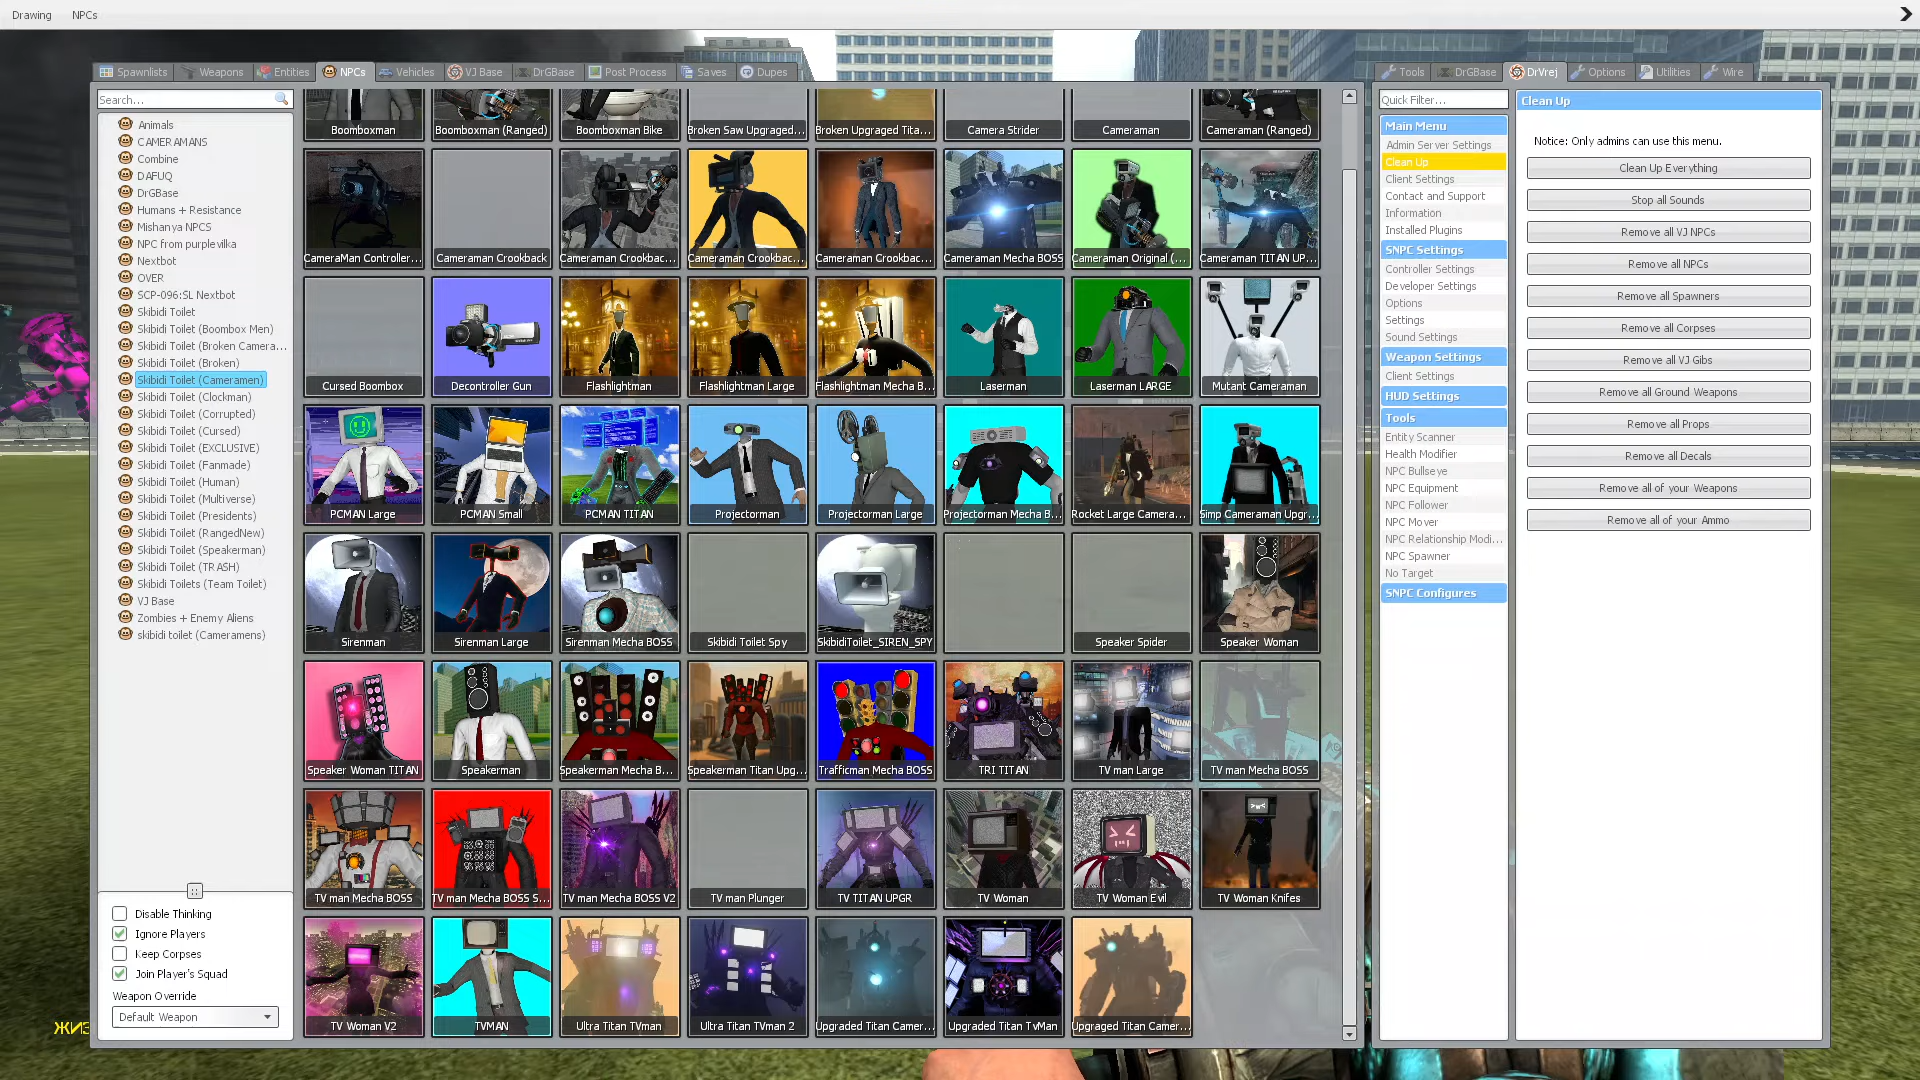 Drawing NPCs
Spawnlists Weapons Entities NPCs Vehicles VJ Base DrGBase Post Process Saves Dupes
Search...
Animals
CAMERAMANS
Combine
DAFUQ
DrGBase
Humans + Resistance
Mishanya NPCS
NPC from purplevilka
Nextbot
OVER
SCP-096:SL Nextbot
Skibidi Toilet
Skibidi Toilet (Boombox Men)
Skibidi Toilet (Broken Camera...
Skibidi Toilet (Broken)
Skibidi Toilet (Cameramen)
Skibidi Toilet (Clockman)
Skibidi Toilet (Corrupted)
Skibidi Toilet (Cursed)
Skibidi Toilet (EXCLUSIVE)
Skibidi Toilet (Fanmade)
Skibidi Toilet (Human)
Skibidi Toilet (Multiverse)
Skibidi Toilet (Presidents)
Skibidi Toilet (RangedNew)
Skibidi Toilet (Speakerman)
Skibidi Toilet (TRASH)
Skibidi Toilets (Team Toilet)
VJ Base
Zombies + Enemy Aliens
skibidi toilet (Cameramens)
Disable Thinking
Ignore Players
Keep Corpses
Join Player's Squad
Weapon Override
Default Weapon
ЖИЗ
Boomboxman Boomboxman (Ranged) Boomboxman Bike Broken Saw Upgraded... Broken Upgraded Tita... Camera Strider Cameraman Cameraman (Ranged)
CameraMan Controller... Cameraman Crookback Cameraman Crookbac... Cameraman Crookbac... Cameraman Crookbac... Cameraman Mecha BOSS Cameraman Original (... Cameraman TITAN UP...
Cursed Boombox Decontroller Gun Flashlightman Flashlightman Large Flashlightman Mecha B... Laserman Laserman LARGE Mutant Cameraman
PCMAN Large PCMAN Small PCMAN TITAN Projectorman Projectorman Large Projectorman Mecha B... Rocket Large Camera... Simp Cameraman Upgr...
Sirenman Sirenman Large Sirenman Mecha BOSS Skibidi Toilet Spy SkibidiToilet_SIREN_SPY Speaker Spider Speaker Woman
Speaker Woman TITAN Speakerman Speakerman Mecha B... Speakerman Titan Upg... Trafficman Mecha BOSS TRI TITAN TV man Large TV man Mecha BOSS
TV man Mecha BOSS TV man Mecha BOSS S... TV man Mecha BOSS V2 TV man Plunger TV TITAN UPGR TV Woman TV Woman Evil TV Woman Knifes
TV Woman V2 TVMAN Ultra Titan TVman Ultra Titan TVman 2 Upgraded Titan Camer... Upgraded Titan TvMan Upgraged Titan Camer...
Tools DrGBase DrVrej Options Utilities Wire
Quick Filter...
Main Menu
Admin Server Settings
Clean Up
Client Settings
Contact and Support
Information
Installed Plugins
SNPC Settings
Controller Settings
Developer Settings
Options
Settings
Sound Settings
Weapon Settings
Client Settings
HUD Settings
Tools
Entity Scanner
Health Modifier
NPC Bullseye
NPC Equipment
NPC Follower
NPC Mover
NPC Relationship Modi...
NPC Spawner
No Target
SNPC Configures
Clean Up
Notice: Only admins can use this menu.
Clean Up Everything
Stop all Sounds
Remove all VJ NPCs
Remove all NPCs
Remove all Spawners
Remove all Corpses
Remove all VJ Gibs
Remove all Ground Weapons
Remove all Props
Remove all Decals
Remove all of your Weapons
Remove all of your Ammo